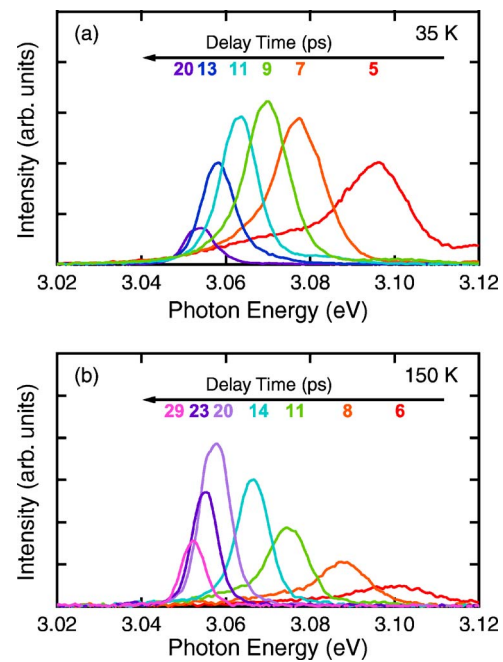 (a) 35 K
Delay Time (ps)
20 13 11 9 7 5
Intensity (arb. units)
3.02 3.04 3.06 3.08 3.10 3.12
Photon Energy (eV)
(b) 150 K
Delay Time (ps)
29 23 20 14 11 8 6
Intensity (arb. units)
3.02 3.04 3.06 3.08 3.10 3.12
Photon Energy (eV)